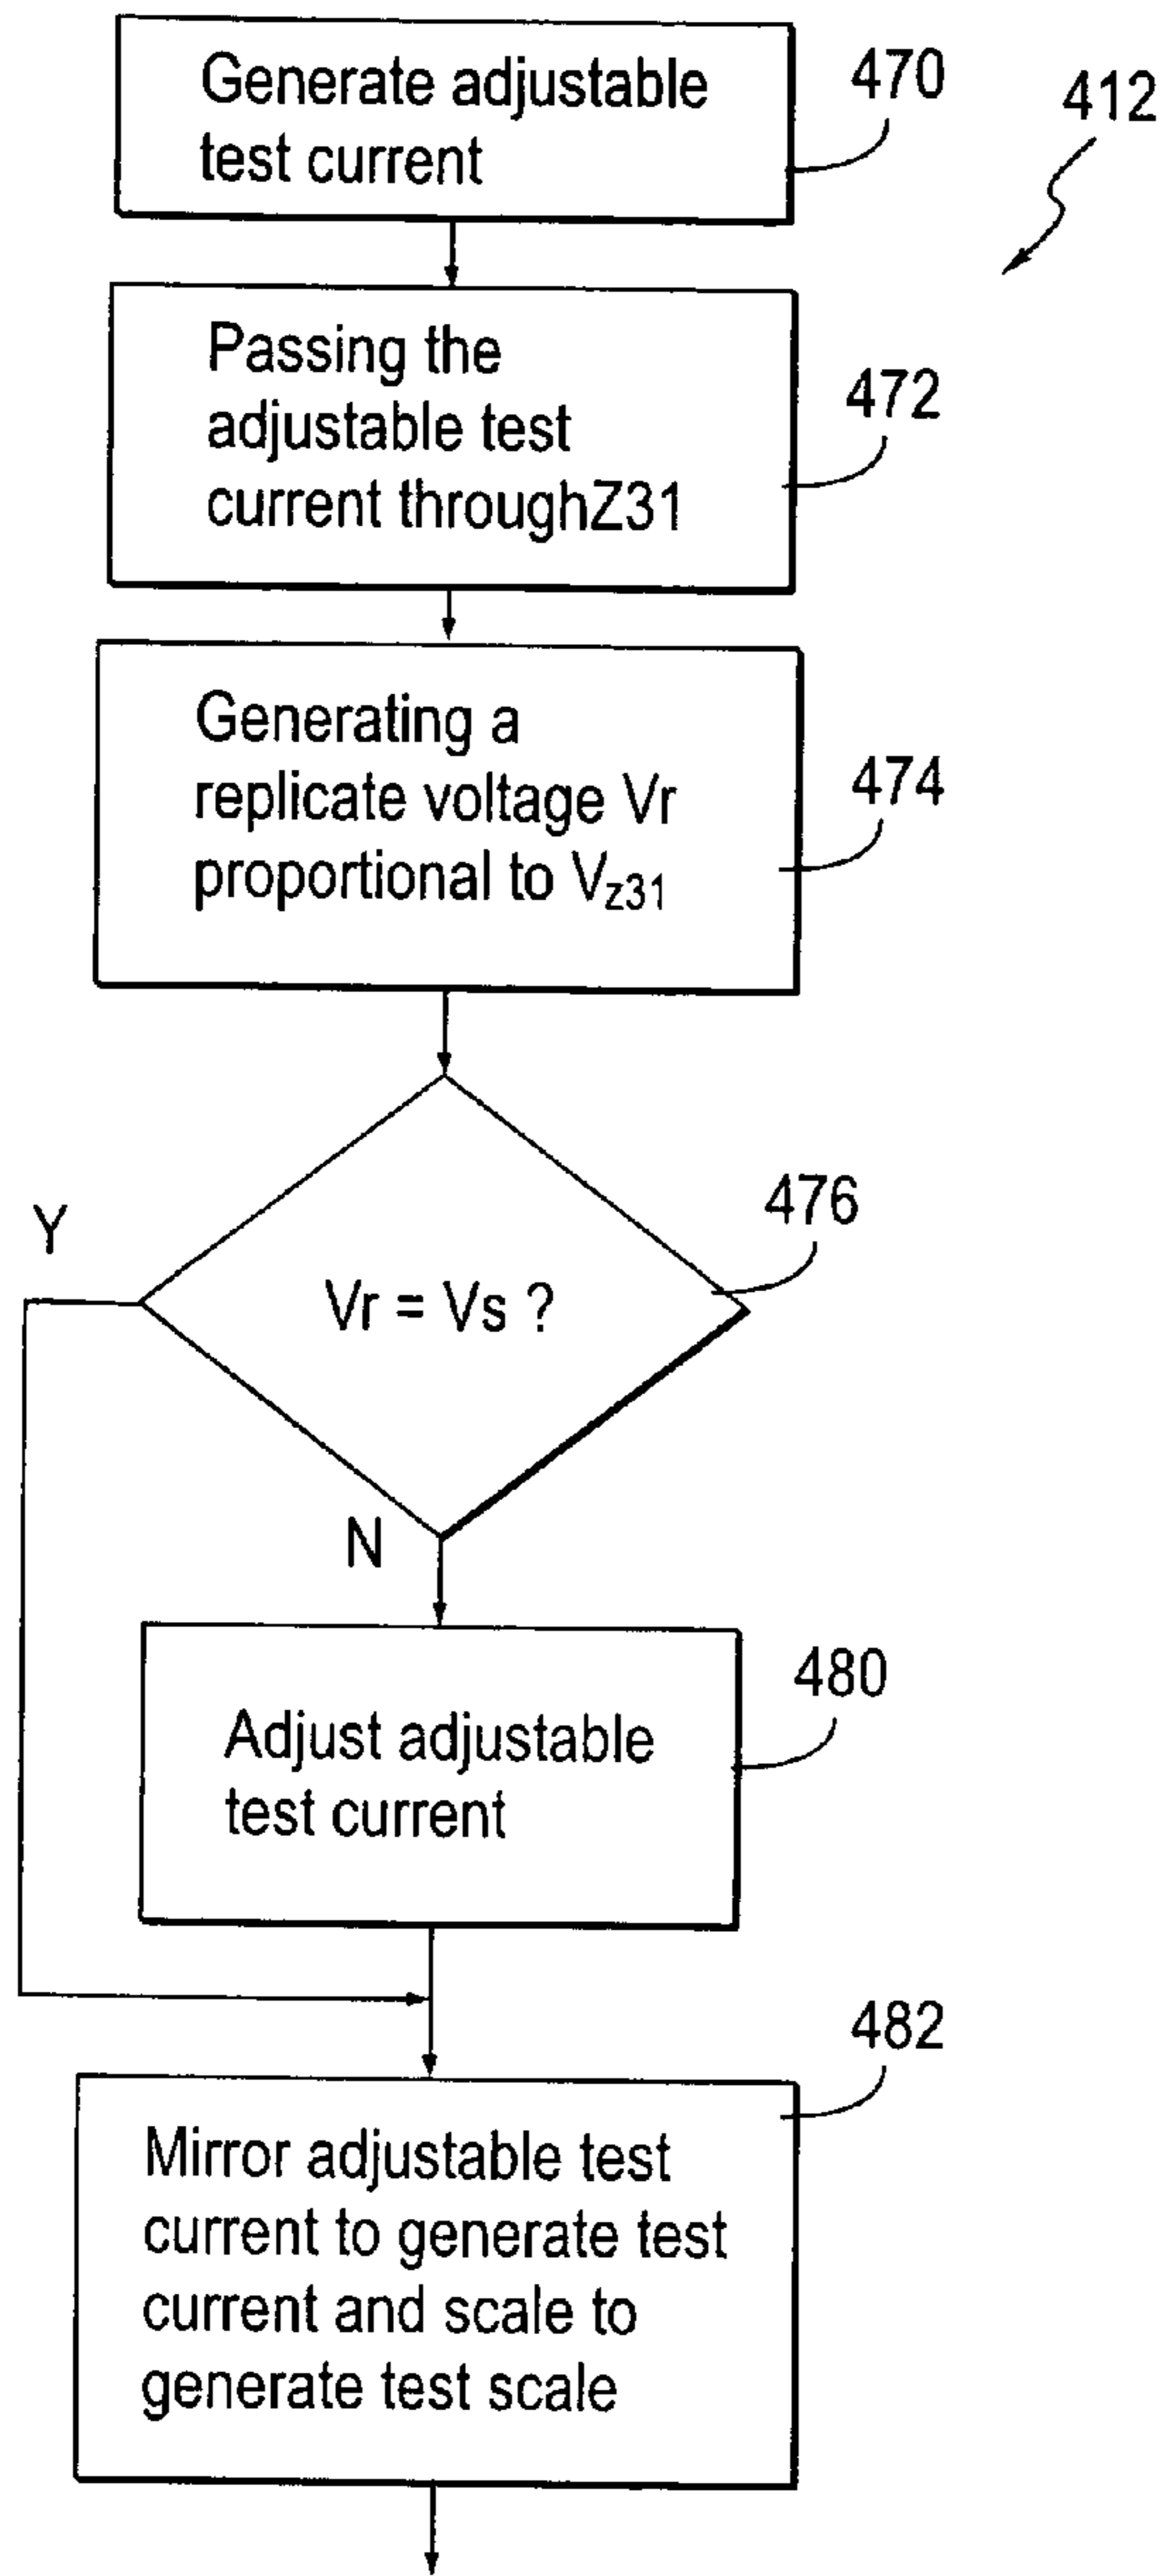 Generate adjustable
test current
470
412
Passing the
adjustable test
current throughZ31
472
Generating a
replicate voltage Vr
proportional to Vz31
474
Y
476
Vr = Vs ?
N
Adjust adjustable
test current
480
482
Mirror adjustable test
current to generate test
current and scale to
generate test scale